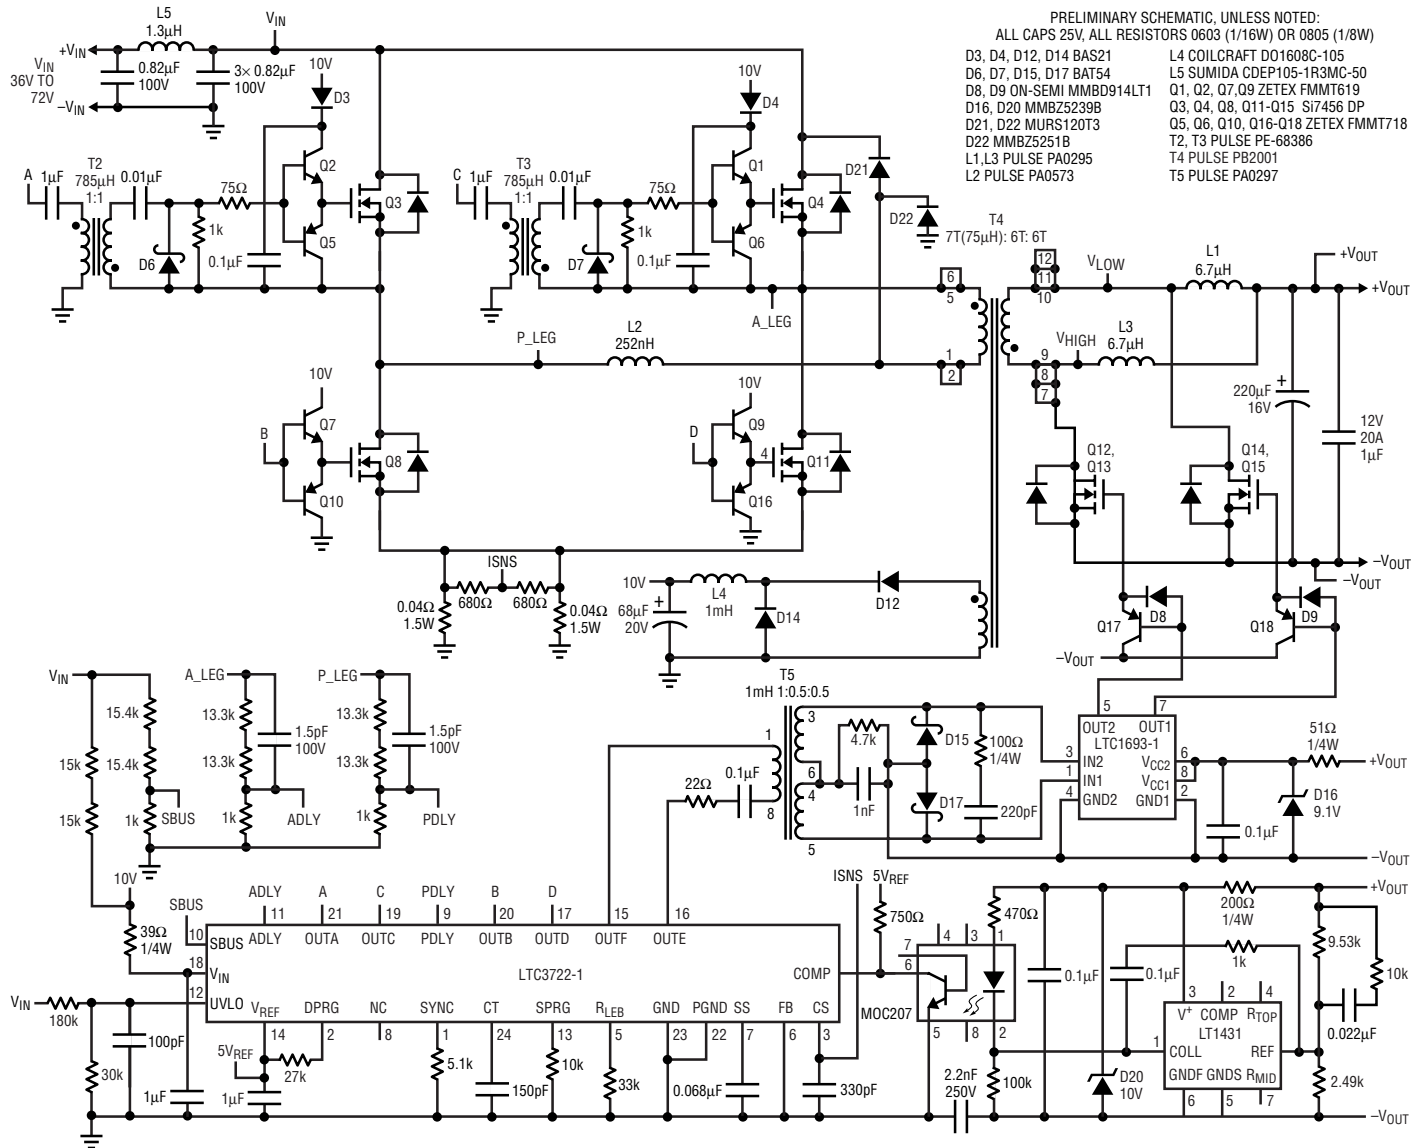 PRELIMINARY SCHEMATIC, UNLESS NOTED:
ALL CAPS 25V, ALL RESISTORS 0603 (1/16W) OR 0805 (1/8W)
D3, D4, D12, D14 BAS21
D6, D7, D15, D17 BAT54
D8, D9 ON-SEMI MMBD914LT1
D16, D20 MMBZ5239B
D21, D22 MURS120T3
D22 MMBZ5251B
L1,L3 PULSE PA0295
L2 PULSE PA0573
L4 COILCRAFT DO1608C-105
L5 SUMIDA CDEP105-1R3MC-50
Q1, Q2, Q7,Q9 ZETEX FMMT619
Q3, Q4, Q8, Q11-Q15 Si7456 DP
Q5, Q6, Q10, Q16-Q18 ZETEX FMMT718
T2, T3 PULSE PE-68386
T4 PULSE PB2001
T5 PULSE PA0297
L5
1.3µH
VIN
+VIN
VIN
36V TO
72V
–VIN
0.82µF
100V
3× 0.82µF
100V
10V
D3
10V
D4
A
1µF
T2
785µH
1:1
0.01µF
75Ω
1k
D6
0.1µF
Q2
Q5
Q3
C
1µF
T3
785µH
1:1
0.01µF
75Ω
1k
D7
0.1µF
Q1
Q6
Q4
D21
D22
A_LEG
T4
7T(75µH): 6T: 6T
6
5
1
2
12
11
10
9
8
7
VLOW
L1
6.7µH
+VOUT
+VOUT
VHIGH
L3
6.7µH
P_LEG
L2
252nH
220µF
16V
+
12V
20A
1µF
10V
Q7
B
Q10
Q8
10V
Q9
D
4
Q16
Q11
Q12,
Q13
Q14,
Q15
–VOUT
–VOUT
ISNS
680Ω
680Ω
0.04Ω
1.5W
0.04Ω
1.5W
10V
+
68µF
20V
L4
1mH
D14
D12
Q17
D8
Q18
D9
–VOUT
VIN
15k
15k
15.4k
15.4k
1k
SBUS
A_LEG
13.3k
13.3k
1k
1.5pF
100V
ADLY
P_LEG
13.3k
13.3k
1k
1.5pF
100V
PDLY
T5
1mH 1:0.5:0.5
1
8
3
6
4
5
22Ω
0.1µF
4.7k
1nF
D15
D17
100Ω
1/4W
220pF
5
7
OUT2
OUT1
LTC1693-1
3
IN2
1
IN1
4
GND2
VCC2
6
VCC1
8
GND1
2
51Ω
1/4W
+VOUT
D16
9.1V
0.1µF
–VOUT
10V
39Ω
1/4W
SBUS
ADLY
A
C
PDLY
B
D
11
21
19
9
20
17
15
16
10
SBUS
ADLY
OUTA
OUTC
PDLY
OUTB
OUTD
OUTF
OUTE
18
VIN
12
UVLO
LTC3722-1
COMP
VREF
DPRG
NC
SYNC
CT
SPRG
RLEB
GND
PGND
SS
FB
CS
14
2
8
1
24
13
5
23
22
7
6
3
VIN
180k
30k
100pF
1µF
5VREF
1µF
27k
5.1k
150pF
10k
33k
0.068µF
330pF
ISNS
5VREF
750Ω
470Ω
7
6
4
3
1
MOC207
5
8
2
2.2nF
250V
100k
0.1µF
D20
10V
0.1µF
200Ω
1/4W
1k
+VOUT
9.53k
10k
0.022µF
2.49k
3
2
4
V+
COMP
RTOP
LT1431
1
COLL
REF
GNDF
GNDS
RMID
6
5
7
–VOUT